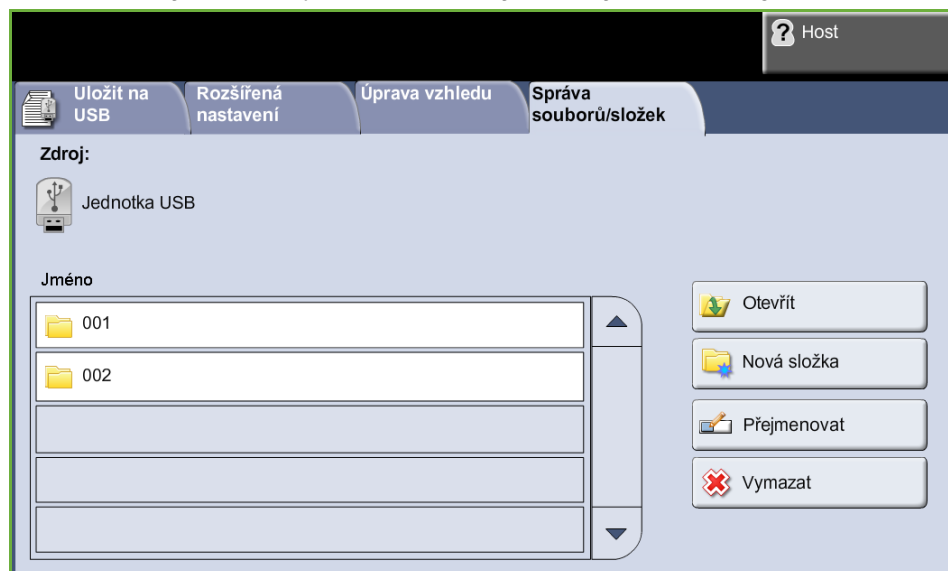 ? Host
Uložit na
USB
Rozšířená
nastavení
Úprava vzhledu
Správa
souborů/složek
Zdroj:
Jednotka USB
Jméno
001
002
Otevřít
Nová složka
Přejmenovat
Vymazat